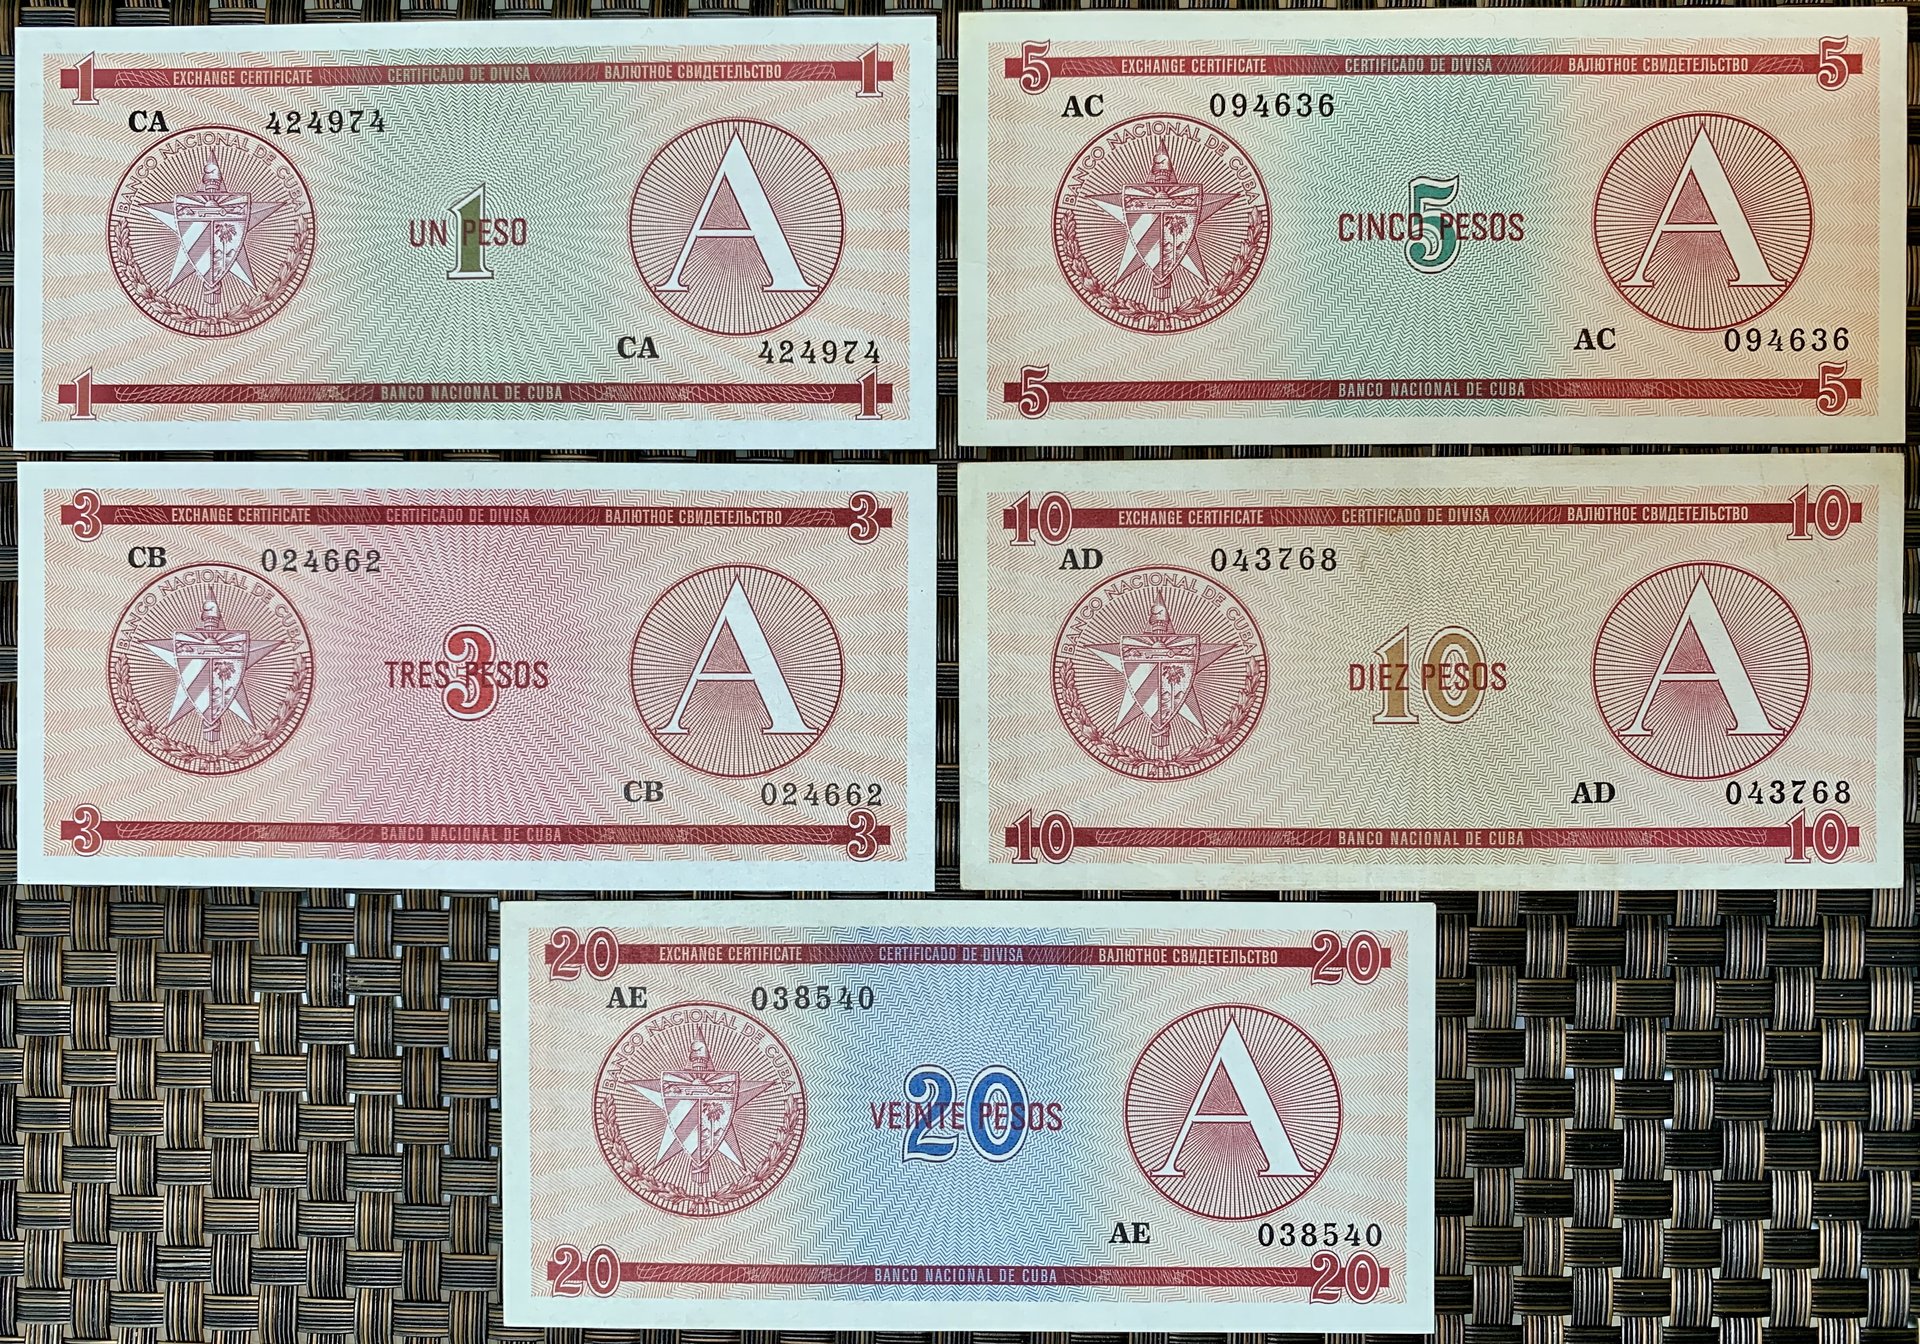 1 EXCHANGE CERTIFICATE CERTIFICADO DE DIVISA ВАЛЮТНОЕ СВИДЕТЕЛЬСТВО 1
CA 424974
BANCO NACIONAL DE CUBA
1
UN PESO
A
CA 424974
1 BANCO NACIONAL DE CUBA 1
5 EXCHANGE CERTIFICATE CERTIFICADO DE DIVISA ВАЛЮТНОЕ СВИДЕТЕЛЬСТВО 5
AC 094636
BANCO NACIONAL DE CUBA
5
CINCO PESOS
A
AC 094636
5 BANCO NACIONAL DE CUBA 5
3 EXCHANGE CERTIFICATE CERTIFICADO DE DIVISA ВАЛЮТНОЕ СВИДЕТЕЛЬСТВО 3
CB 024662
BANCO NACIONAL DE CUBA
3
TRES PESOS
A
CB 024662
3 BANCO NACIONAL DE CUBA 3
10 EXCHANGE CERTIFICATE CERTIFICADO DE DIVISA ВАЛЮТНОЕ СВИДЕТЕЛЬСТВО 10
AD 043768
BANCO NACIONAL DE CUBA
10
DIEZ PESOS
A
AD 043768
10 BANCO NACIONAL DE CUBA 10
20 EXCHANGE CERTIFICATE CERTIFICADO DE DIVISA ВАЛЮТНОЕ СВИДЕТЕЛЬСТВО 20
AE 038540
BANCO NACIONAL DE CUBA
20
VEINTE PESOS
A
AE 038540
20 BANCO NACIONAL DE CUBA 20